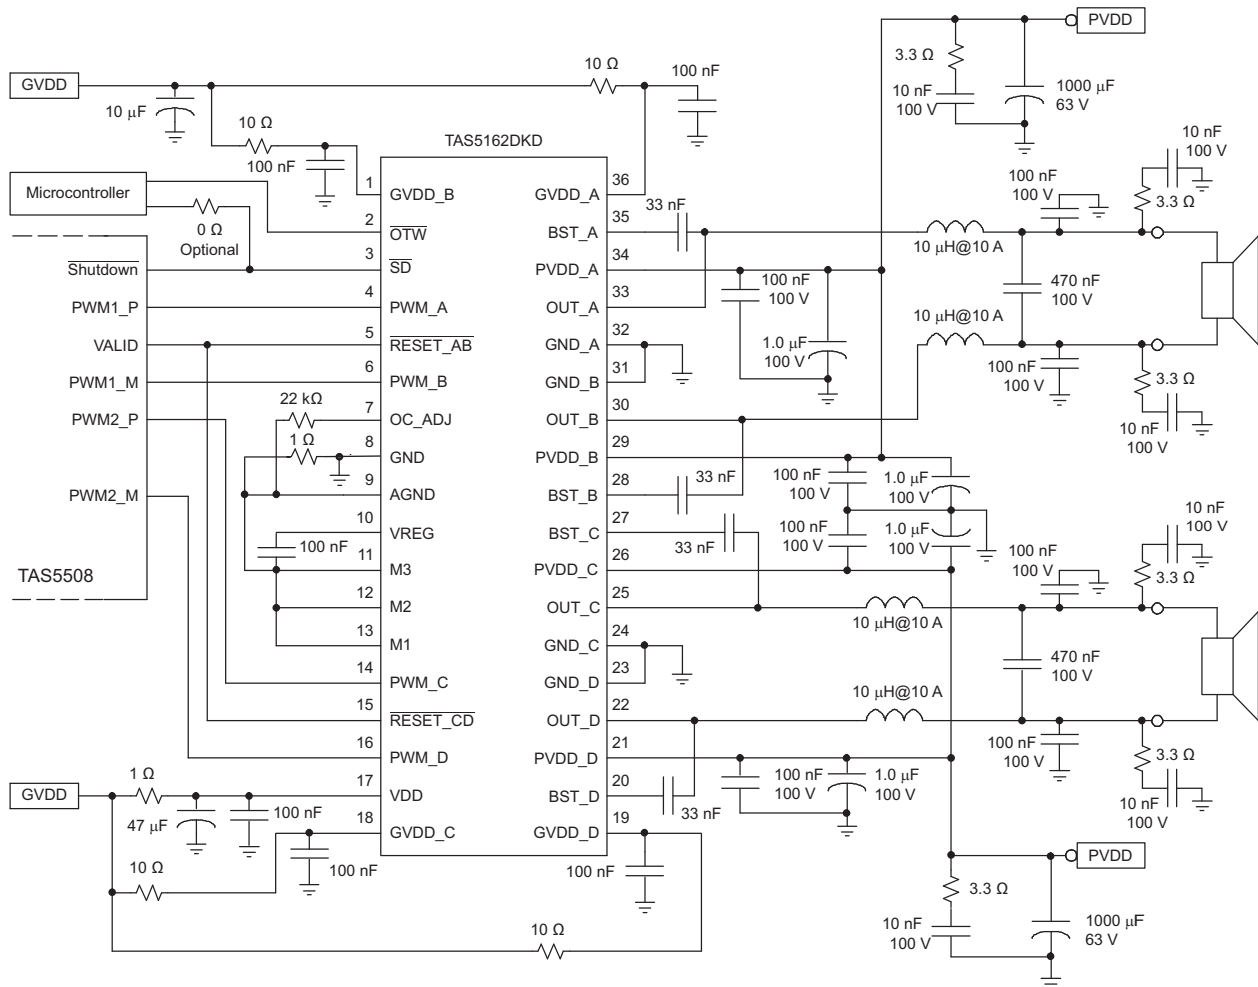 PVDD
3.3 Ω
10 nF
100 V
1000 μF
63 V
GVDD
10 μF
10 Ω
100 nF
10 Ω
100 nF
TAS5162DKD
10 nF
100 V
100 nF
100 V
3.3 Ω
Microcontroller
0 Ω
Optional
1
GVDD_B
2
OTW
3
SD
4
PWM_A
5
RESET_AB
6
PWM_B
7
OC_ADJ
8
GND
9
AGND
10
VREG
11
M3
12
M2
13
M1
14
PWM_C
15
RESET_CD
16
PWM_D
17
VDD
18
GVDD_C
36
GVDD_A
35
BST_A
34
PVDD_A
33
OUT_A
32
GND_A
31
GND_B
30
OUT_B
29
PVDD_B
28
BST_B
27
BST_C
26
PVDD_C
25
OUT_C
24
GND_C
23
GND_D
22
OUT_D
21
PVDD_D
20
BST_D
19
GVDD_D
Shutdown
PWM1_P
VALID
PWM1_M
PWM2_P
PWM2_M
TAS5508
22 kΩ
1 Ω
100 nF
33 nF
10 μH@10 A
100 nF
100 V
1.0 μF
100 V
470 nF
100 V
10 μH@10 A
100 nF
100 V
3.3 Ω
10 nF
100 V
33 nF
100 nF
100 V
1.0 μF
100 V
33 nF
100 nF
100 V
1.0 μF
100 V
10 nF
100 V
100 nF
100 V
3.3 Ω
10 μH@10 A
470 nF
100 V
10 μH@10 A
100 nF
100 V
3.3 Ω
10 nF
100 V
100 nF
100 V
1.0 μF
100 V
33 nF
GVDD
1 Ω
47 μF
100 nF
100 nF
10 Ω
100 nF
10 Ω
PVDD
3.3 Ω
10 nF
100 V
1000 μF
63 V